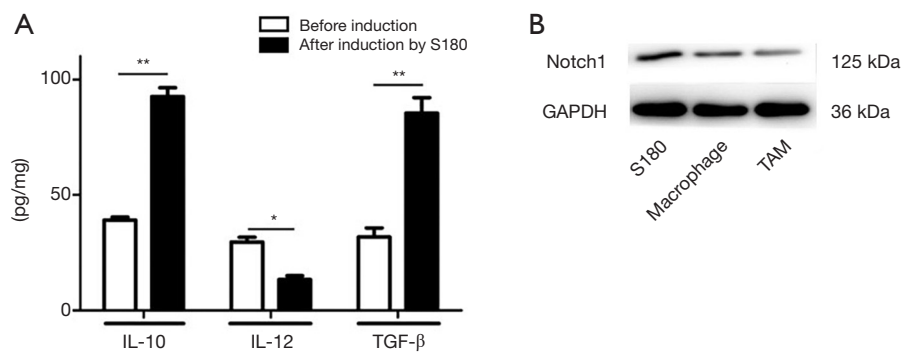 A
Before induction
After induction by S180
(pg/mg)
100
50
0
**
*
**
IL-10
IL-12
TGF-β
B
Notch1
125 kDa
GAPDH
36 kDa
S180
Macrophage
TAM